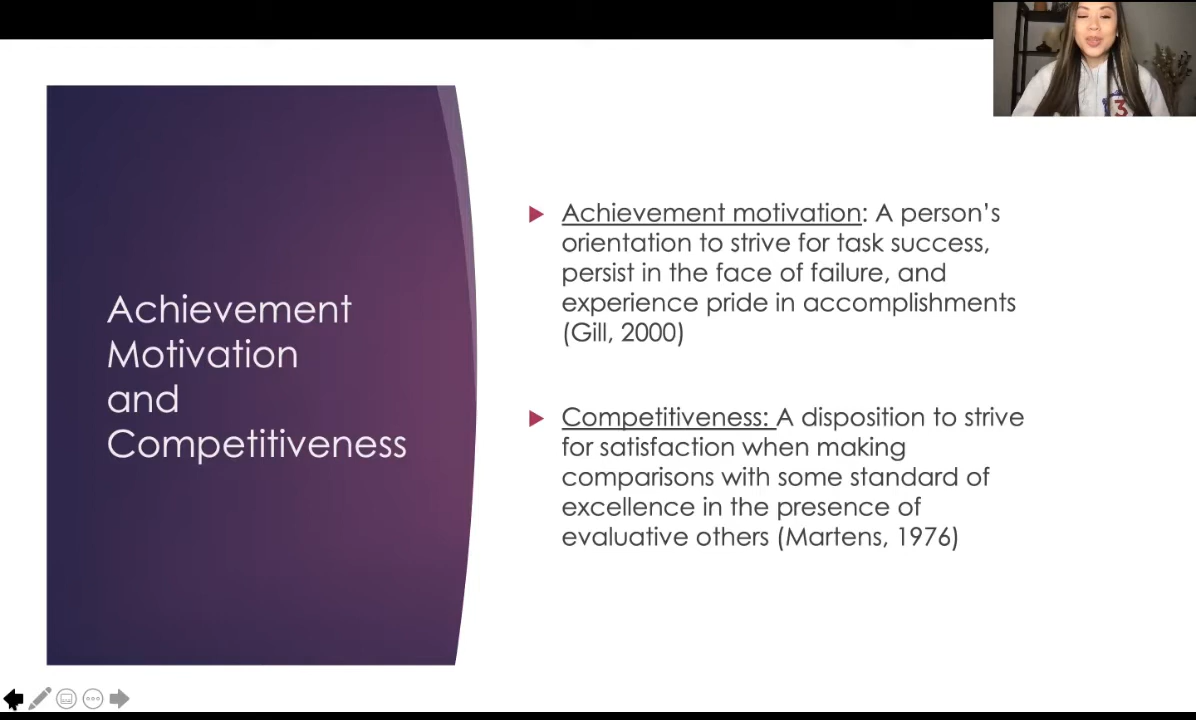 3
Achievement
Motivation
and
Competitiveness
Achievement motivation: A person’s
orientation to strive for task success,
persist in the face of failure, and
experience pride in accomplishments
(Gill, 2000)
Competitiveness: A disposition to strive
for satisfaction when making
comparisons with some standard of
excellence in the presence of
evaluative others (Martens, 1976)